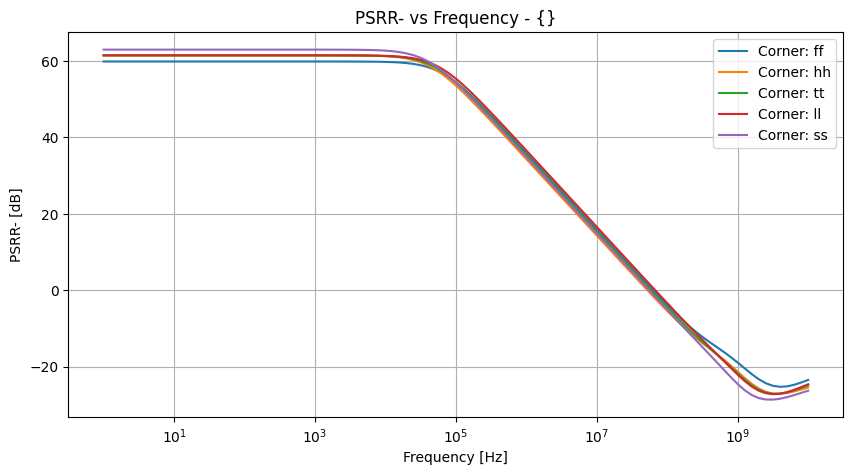 PSRR- vs Frequency - {}
Corner: ff
Corner: hh
Corner: tt
Corner: ll
Corner: ss
60
40
20
0
−20
PSRR- [dB]
10^1
10^3
10^5
10^7
10^9
Frequency [Hz]